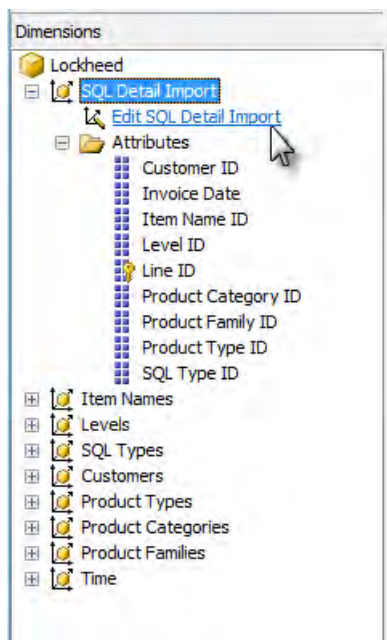 Dimensions
Lockheed
SQL Detail Import
Edit SQL Detail Import
Attributes
Customer ID
Invoice Date
Item Name ID
Level ID
Line ID
Product Category ID
Product Family ID
Product Type ID
SQL Type ID
Item Names
Levels
SQL Types
Customers
Product Types
Product Categories
Product Families
Time